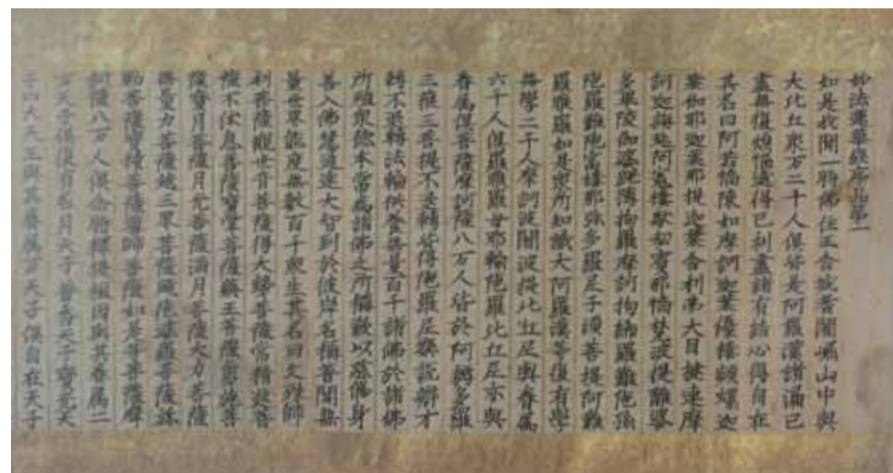 妙法蓮華經序品第一
如是我聞一時佛住王舍城耆闍崛山中與
大比丘衆万二千人俱皆是阿羅漢諸漏已
盡無復煩惱逮得己利盡諸有結心得自在
其名曰阿若憍陳如摩訶迦葉優樓頻螺迦
葉伽耶迦葉那提迦葉舍利弗大目揵連摩
訶迦旃延阿㝹樓馱劫賓那憍梵波提離婆
多畢陵伽婆蹉薄拘羅摩訶拘絺羅難陁孫
陁羅難陁富樓那弥多羅尼子湏菩提阿難
羅睺羅如是衆所知識大阿羅漢等復有學
無學二千人摩訶波闍波提比丘尼與眷屬
六千人俱羅睺羅母耶輸陁羅比丘尼亦與
眷屬俱菩薩摩訶薩八万人皆於阿耨多羅
三藐三菩提不退轉皆得陁羅尼樂說辯才
轉不退轉法輪供養無量百千諸佛於諸佛
所殖衆德本常爲諸佛之所稱歎以慈脩身
善入佛慧通達大智到於彼岸名稱普聞無
量世界能度無數百千衆生其名曰文殊師
利菩薩觀世音菩薩得大勢菩薩常精進菩
薩不休息菩薩寶掌菩薩藥王菩薩勇施菩
薩寶月菩薩月光菩薩滿月菩薩大力菩薩
無量力菩薩越三界菩薩颰陁婆羅菩薩弥
勒菩薩寶積菩薩導師菩薩如是等菩薩摩
訶薩八万人俱尒時釋提桓因與其眷屬二
万天子俱復有名月天子普香天子寶光天
子四大天王與其眷屬万天子俱自在天子